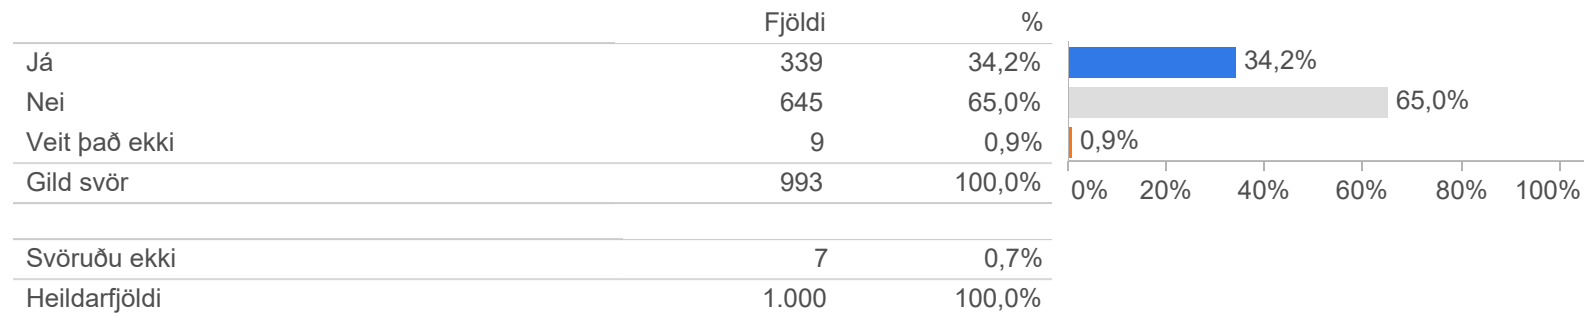 Fjöldi %
Já 339 34,2% 34,2%
Nei 645 65,0% 65,0%
Veit það ekki 9 0,9% 0,9%
Gild svör 993 100,0%
0% 20% 40% 60% 80% 100%
Svöruðu ekki 7 0,7%
Heildarfjöldi 1.000 100,0%